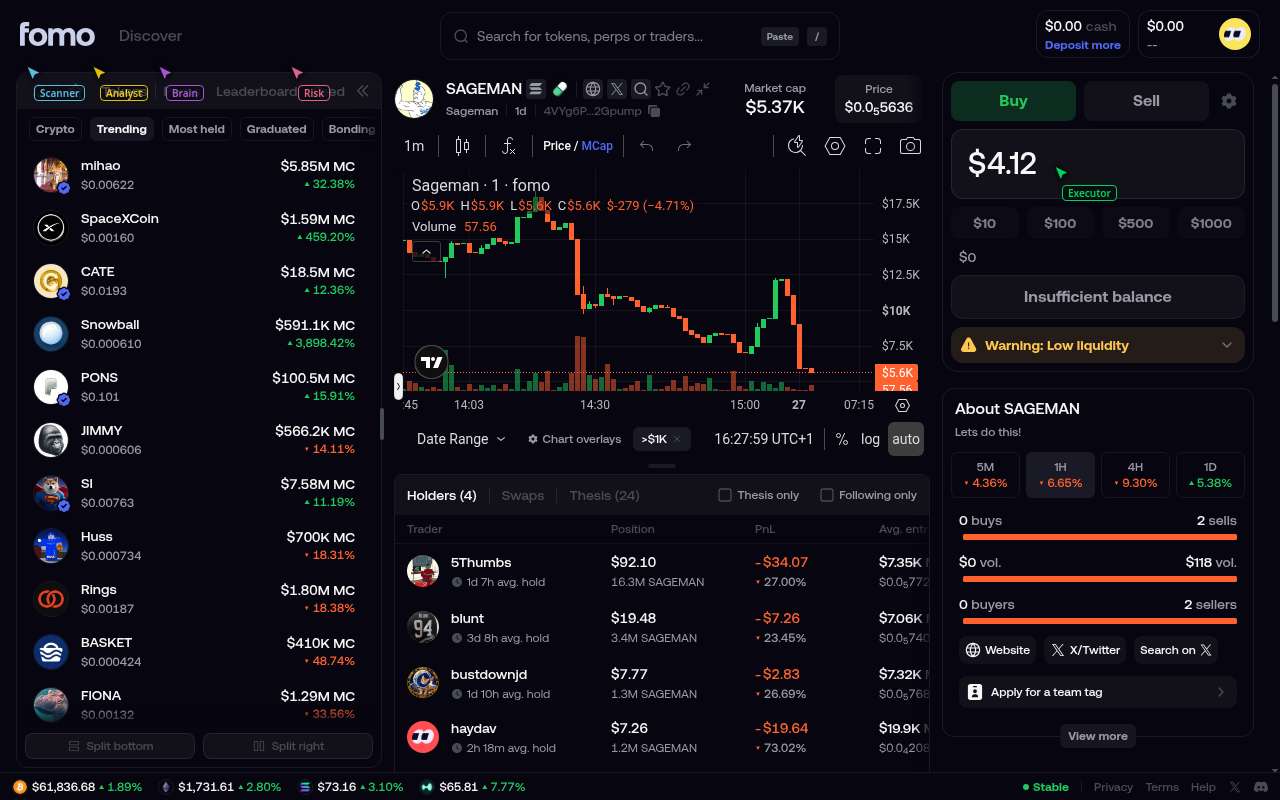 fomo
Discover
Search for tokens, perps or traders...
Paste
/
$0.00 cash
Deposit more
$0.00
--
Scanner
Analyst
Brain
Leaderboard
Risk
Crypto
Trending
Most held
Graduated
Bonding
mihao
$0.00622
$5.85M MC
32.38%
SpaceXCoin
$0.00160
$1.59M MC
459.20%
CATE
$0.0193
$18.5M MC
12.36%
Snowball
$0.000610
$591.1K MC
3,898.42%
PONS
$0.101
$100.5M MC
15.91%
JIMMY
$0.000606
$566.2K MC
14.11%
SI
$0.00763
$7.58M MC
11.19%
Huss
$0.000734
$700K MC
18.31%
Rings
$0.00187
$1.80M MC
18.38%
BASKET
$0.000424
$410K MC
48.74%
FIONA
$0.00132
$1.29M MC
33.56%
Split bottom
Split right
SAGEMAN
Sageman
1d
4VYg6P...2Gpump
Market cap
$5.37K
Price
$0.0₅5636
1m
Price / MCap
Sageman · 1 · fomo
O$5.9K H$5.9K L$5.6K C$5.6K $-279 (−4.71%)
Volume 57.56
$17.5K
$15K
$12.5K
$10K
$7.5K
$5.6K
57.56
:45
14:03
14:30
15:00
27
07:15
Date Range
Chart overlays
>$1K ×
16:27:59 UTC+1
%
log
auto
Holders (4)
Swaps
Thesis (24)
Thesis only
Following only
Trader
Position
PnL
Avg. entr
5Thumbs
1d 7h avg. hold
$92.10
16.3M SAGEMAN
-$34.07
27.00%
$7.35K
$0.0₅772
blunt
3d 8h avg. hold
$19.48
3.4M SAGEMAN
-$7.26
23.45%
$7.06K
$0.0₅740
bustdownjd
1d 10h avg. hold
$7.77
1.3M SAGEMAN
-$2.83
26.69%
$7.32K
$0.0₅768
haydav
2h 18m avg. hold
$7.26
1.2M SAGEMAN
-$19.64
73.02%
$19.9K
$0.0₄208
Buy
Sell
$4.12
Executor
$10
$100
$500
$1000
$0
Insufficient balance
Warning: Low liquidity
About SAGEMAN
Lets do this!
5M
4.36%
1H
6.65%
4H
9.30%
1D
5.38%
0 buys
2 sells
$0 vol.
$118 vol.
0 buyers
2 sellers
Website
X/Twitter
Search on X
Apply for a team tag
View more
$61,836.68 1.89%
$1,731.61 2.80%
$73.16 3.10%
$65.81 7.77%
Stable
Privacy
Terms
Help